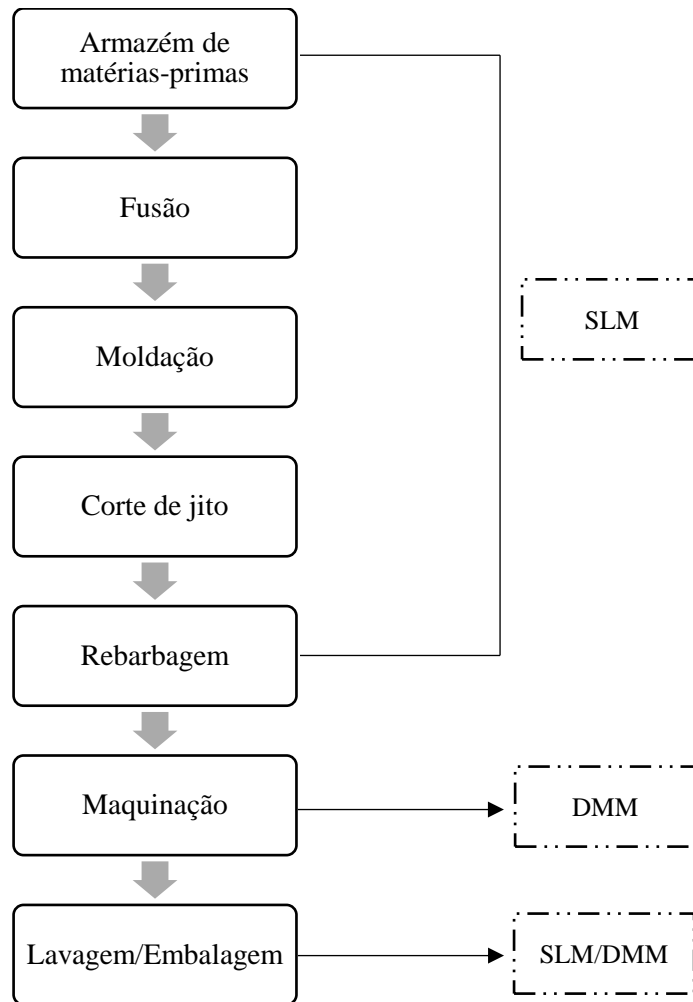 Armazém de
matérias-primas
Fusão
SLM
Moldação
Corte de jito
Rebarbagem
Maquinação
DMM
Lavagem/Embalagem
SLM/DMM